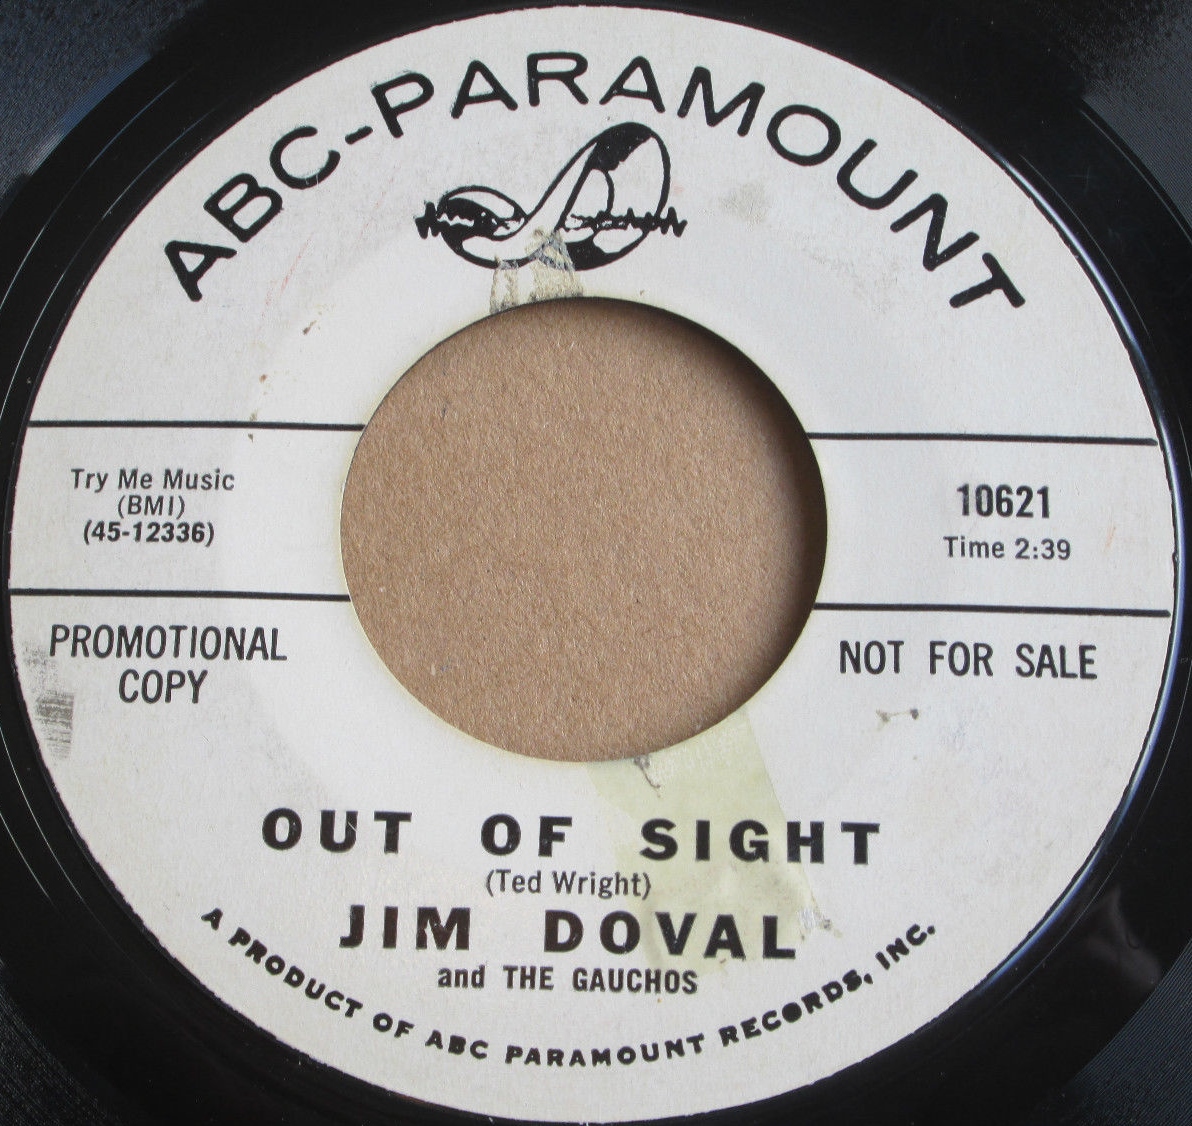 ABC-PARAMOUNT
Try Me Music
(BMI)
(45-12336)
10621
Time 2:39
PROMOTIONAL
COPY
NOT FOR SALE
OUT OF SIGHT
(Ted Wright)
JIM DOVAL
and THE GAUCHOS
A PRODUCT OF ABC PARAMOUNT RECORDS, INC.